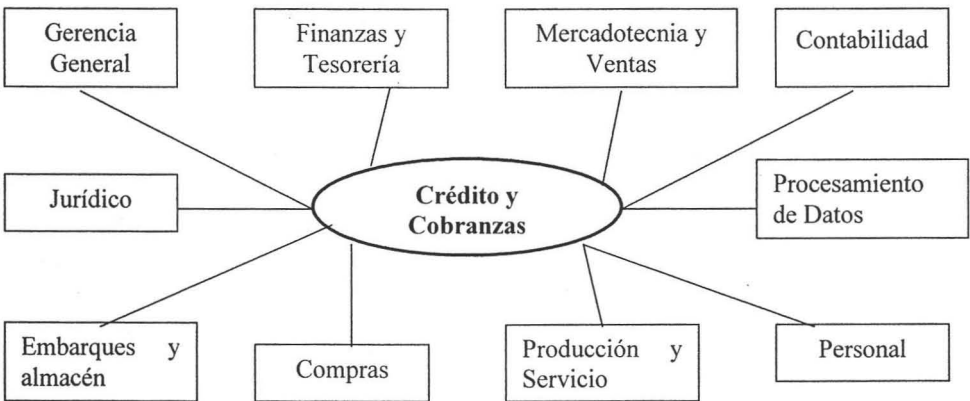 Gerencia
General
Finanzas y
Tesorería
Mercadotecnia y
Ventas
Contabilidad
Jurídico
Crédito y
Cobranzas
Procesamiento
de Datos
Embarques y
almacén
Compras
Producción y
Servicio
Personal